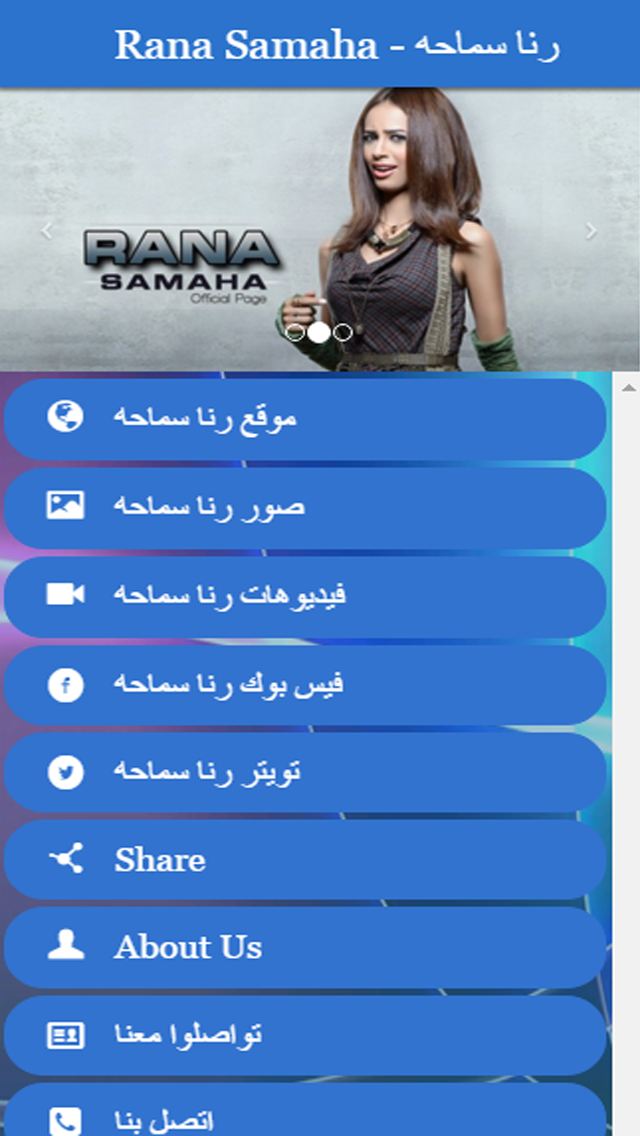 Rana Samaha - رنا سماحه
RANA
SAMAHA
Official Page
موقع رنا سماحه
صور رنا سماحه
فيديوهات رنا سماحه
فيس بوك رنا سماحه
تويتر رنا سماحه
Share
About Us
تواصلوا معنا
اتصل بنا